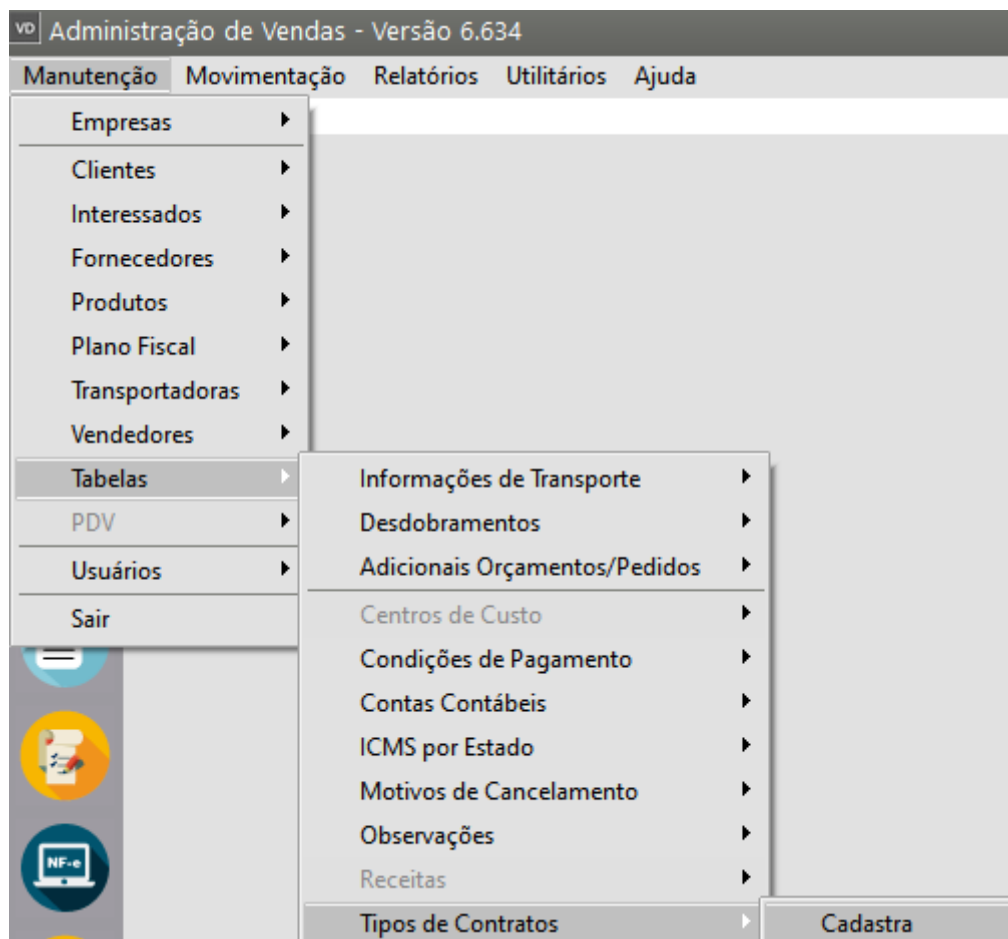 VD Administração de Vendas - Versão 6.634
Manutenção Movimentação Relatórios Utilitários Ajuda
Empresas
Clientes
Interessados
Fornecedores
Produtos
Plano Fiscal
Transportadoras
Vendedores
Tabelas
PDV
Usuários
Sair
Informações de Transporte
Desdobramentos
Adicionais Orçamentos/Pedidos
Centros de Custo
Condições de Pagamento
Contas Contábeis
ICMS por Estado
Motivos de Cancelamento
Observações
Receitas
Tipos de Contratos
Cadastra
NF-e